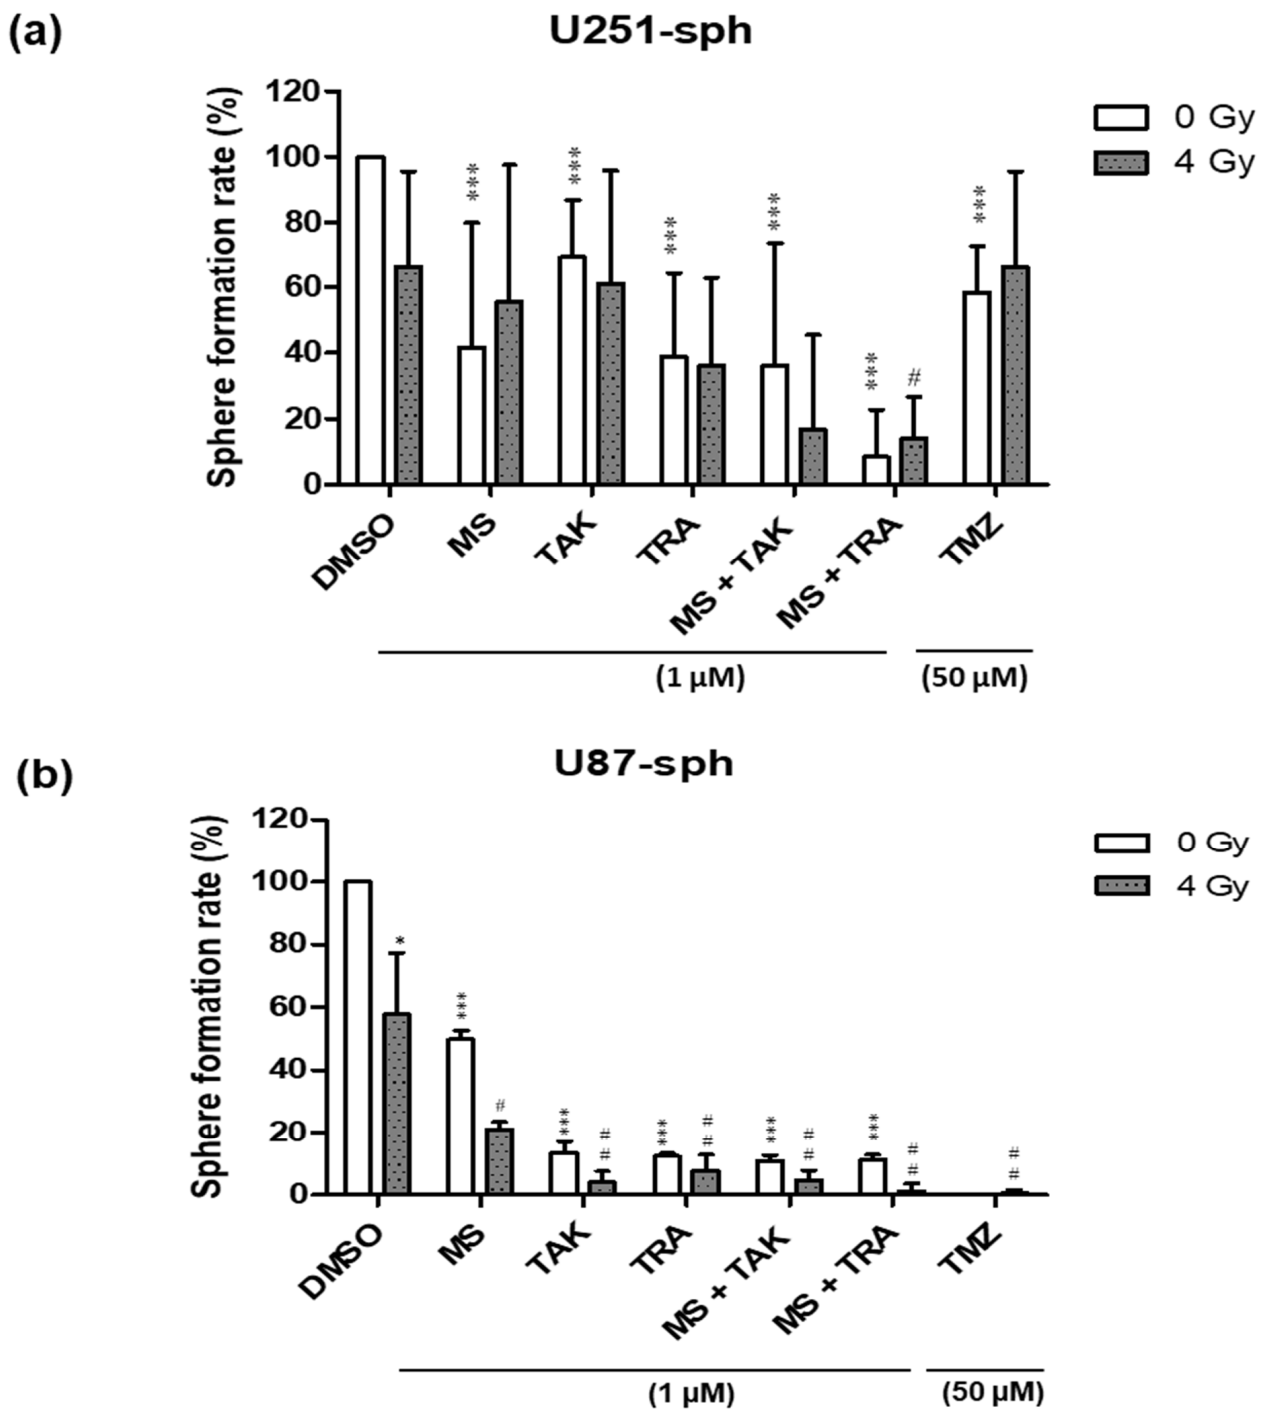 (a)
U251-sph
Sphere formation rate (%)
120
100
80
60
40
20
0
0 Gy
4 Gy
***
***
***
***
***
#
***
DMSO
MS
TAK
TRA
MS + TAK
MS + TRA
TMZ
(1 µM)
(50 µM)
(b)
U87-sph
Sphere formation rate (%)
120
100
80
60
40
20
0
0 Gy
4 Gy
*
***
#
***
##
***
##
***
##
***
##
##
DMSO
MS
TAK
TRA
MS + TAK
MS + TRA
TMZ
(1 µM)
(50 µM)